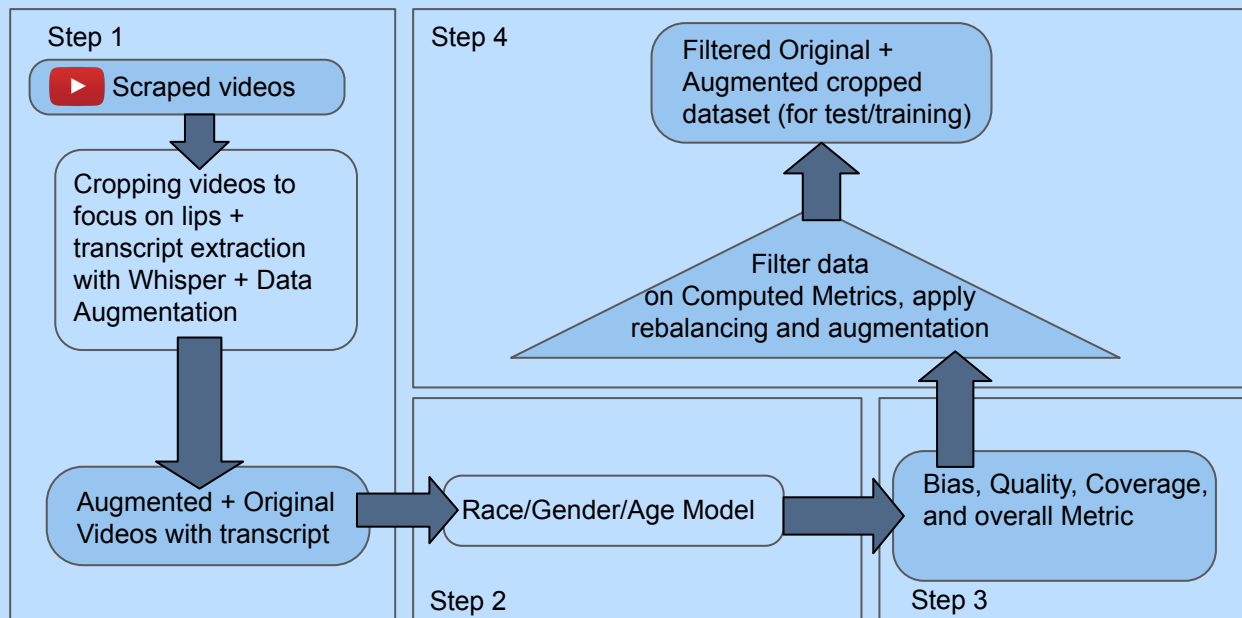 Step 1
Scraped videos
Cropping videos to
focus on lips +
transcript extraction
with Whisper + Data
Augmentation
Augmented + Original
Videos with transcript
Race/Gender/Age Model
Step 2
Bias, Quality, Coverage,
and overall Metric
Step 3
Step 4
Filter data
on Computed Metrics, apply
rebalancing and augmentation
Filtered Original +
Augmented cropped
dataset (for test/training)